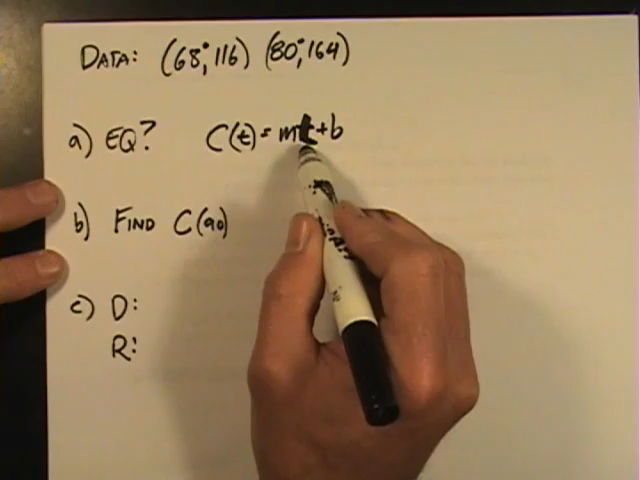 DATA: (68°, 116) (80°, 164)
a) EQ? C(t) = mt+b
b) FIND C(90)
c) D:
R: